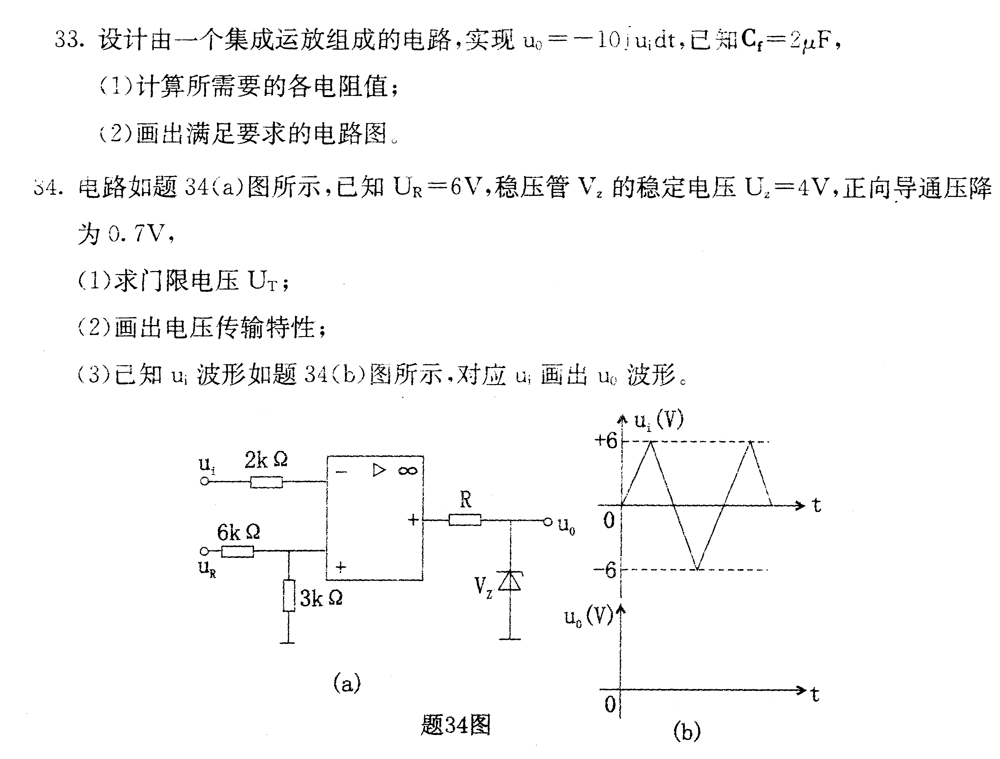 33. 设计由一个集成运放组成的电路,实现 u₀=-10∫uᵢdt,已知C_f=2μF,
(1)计算所需要的各电阻值;
(2)画出满足要求的电路图。
34. 电路如题 34(a)图所示,已知 U_R=6V,稳压管 V_z 的稳定电压 U_z=4V,正向导通压降
为 0.7V,
(1)求门限电压 U_T;
(2)画出电压传输特性;
(3)已知 uᵢ 波形如题 34(b)图所示,对应 uᵢ 画出 u₀ 波形。
uᵢ
2kΩ
- ▷ ∞
R
+
u₀
6kΩ
u_R
+
3kΩ
V_Z
(a)
uᵢ(V)
+6
0
t
-6
u₀(V)
0
t
(b)
题34图